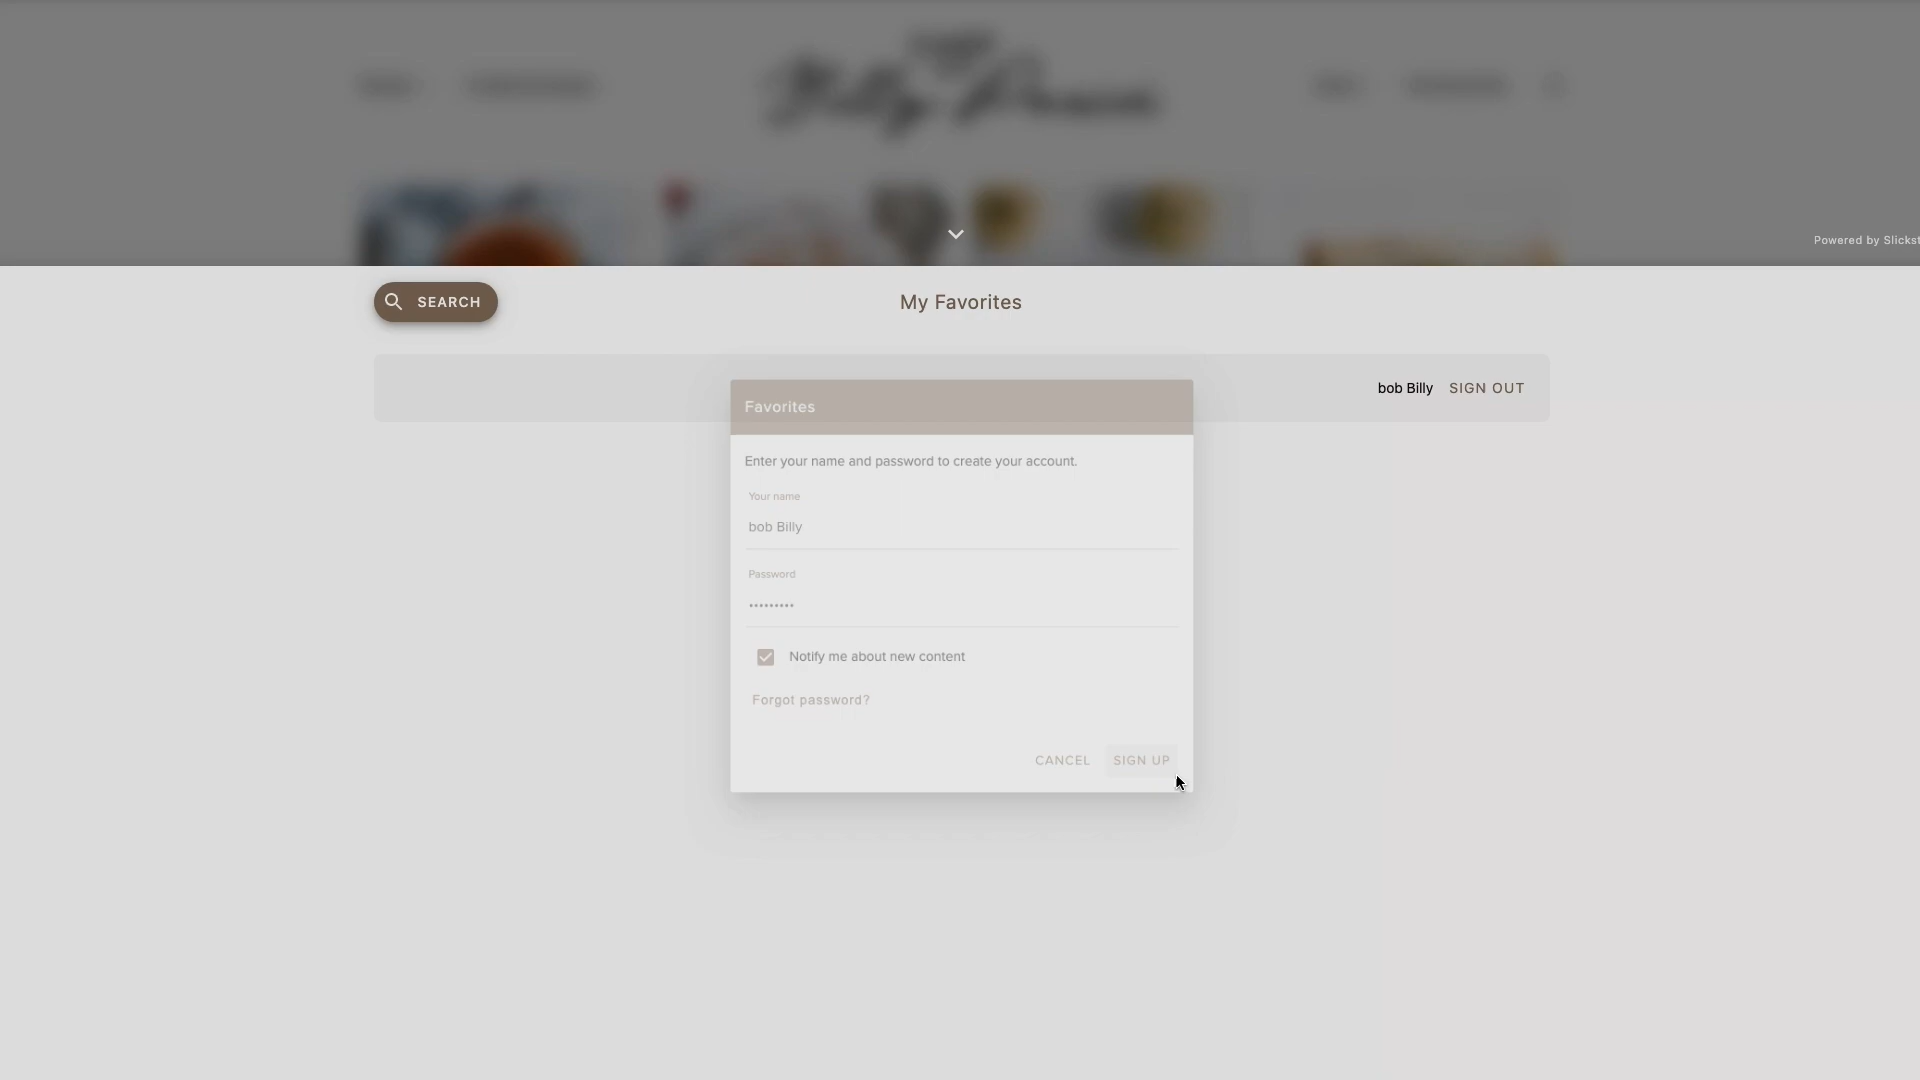 Powered by Slickst
SEARCH
My Favorites
bob Billy SIGN OUT
Favorites
Enter your name and password to create your account.
Your name
bob Billy
Password
•••••••••
Notify me about new content
Forgot password?
CANCEL SIGN UP